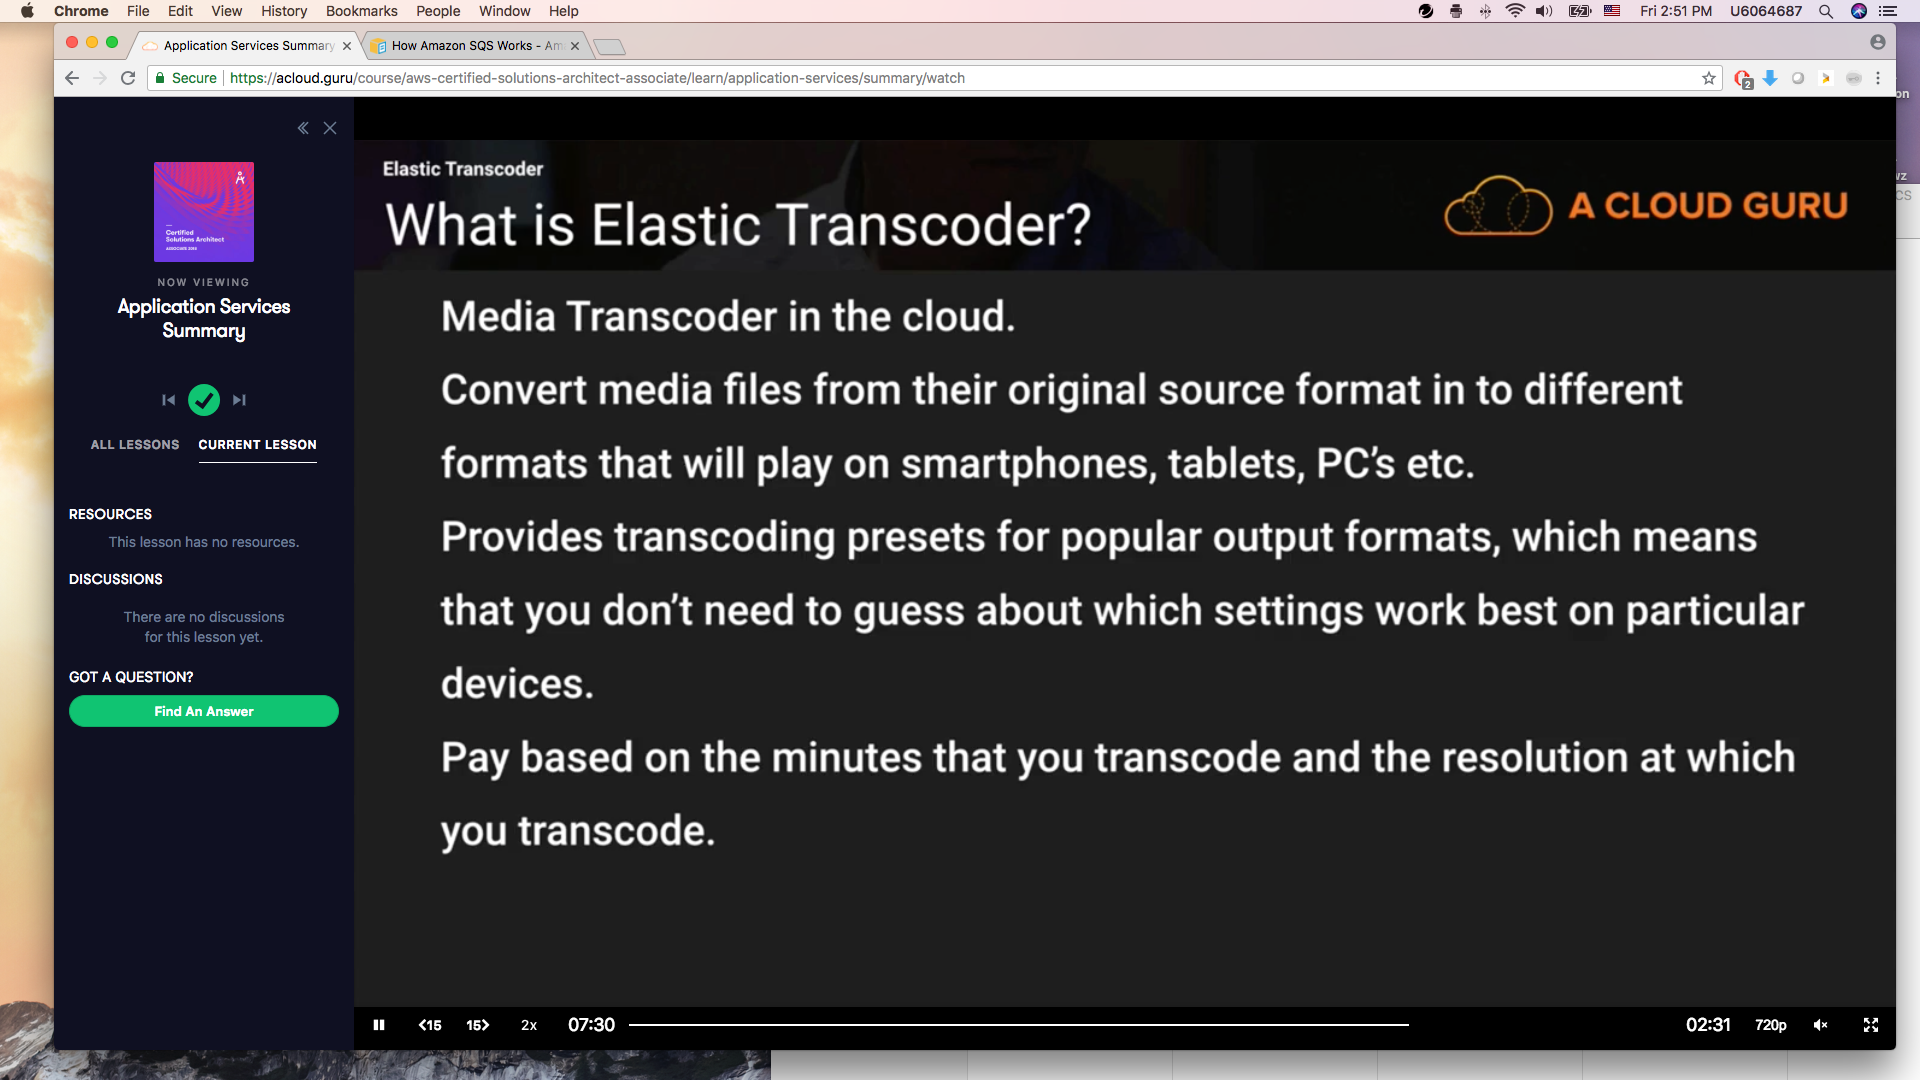 Chrome File Edit View History Bookmarks People Window Help Fri 2:51 PM U6064687
Application Services Summary How Amazon SQS Works - Am
Secure https://acloud.guru/course/aws-certified-solutions-architect-associate/learn/application-services/summary/watch
2
on
wz
CS
Certified
Solutions Architect
NOW VIEWING
Application Services
Summary
ALL LESSONS CURRENT LESSON
RESOURCES
This lesson has no resources.
DISCUSSIONS
There are no discussions
for this lesson yet.
GOT A QUESTION?
Find An Answer
Elastic Transcoder
What is Elastic Transcoder?
A CLOUD GURU
Media Transcoder in the cloud.
Convert media files from their original source format in to different
formats that will play on smartphones, tablets, PC’s etc.
Provides transcoding presets for popular output formats, which means
that you don’t need to guess about which settings work best on particular
devices.
Pay based on the minutes that you transcode and the resolution at which
you transcode.
<15 15> 2x 07:30 02:31 720p